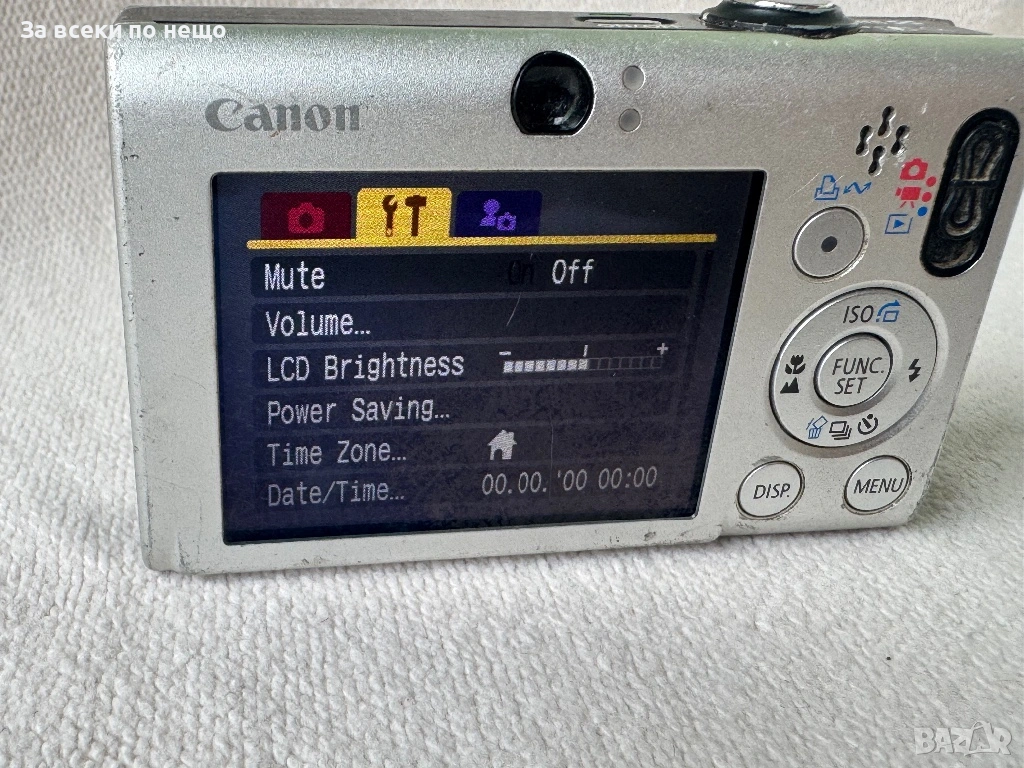 За всеки по нещо
Canon
Mute On Off
Volume...
LCD Brightness - +
Power Saving...
Time Zone...
Date/Time... 00.00.'00 00:00
ISO
FUNC.
SET
DISP.
MENU
BAZAR